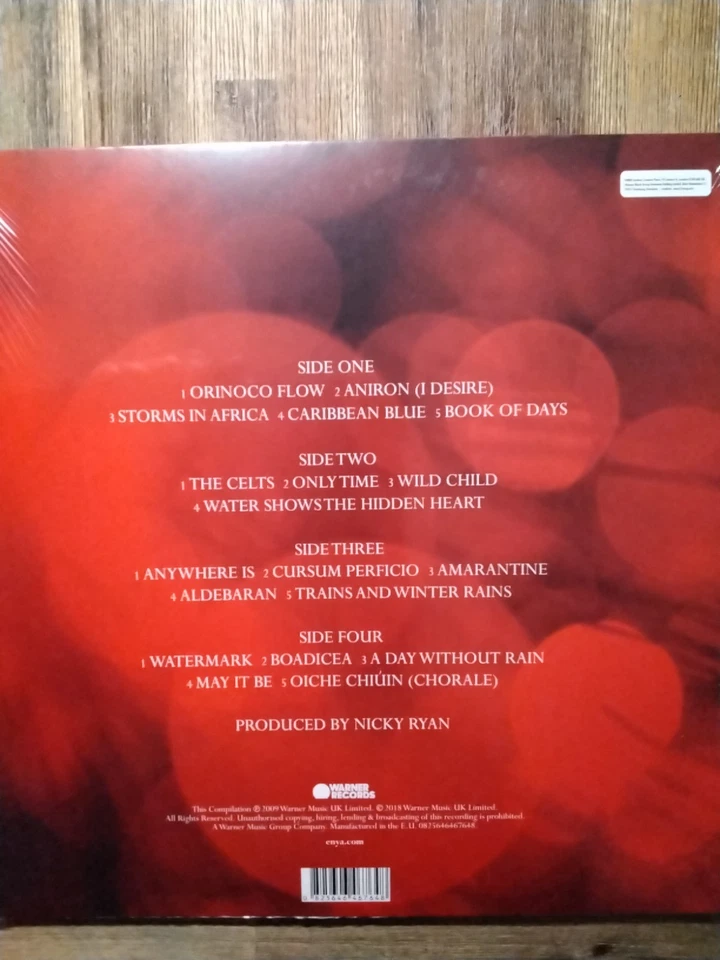 SIDE ONE
1 ORINOCO FLOW 2 ANIRON (I DESIRE)
3 STORMS IN AFRICA 4 CARIBBEAN BLUE 5 BOOK OF DAYS
SIDE TWO
1 THE CELTS 2 ONLY TIME 3 WILD CHILD
4 WATER SHOWS THE HIDDEN HEART
SIDE THREE
1 ANYWHERE IS 2 CURSUM PERFICIO 3 AMARANTINE
4 ALDEBARAN 5 TRAINS AND WINTER RAINS
SIDE FOUR
1 WATERMARK 2 BOADICEA 3 A DAY WITHOUT RAIN
4 MAY IT BE 5 OICHE CHIÚIN (CHORALE)
PRODUCED BY NICKY RYAN
WARNER
RECORDS
This Compilation ℗ 2009 Warner Music UK Limited. © 2018 Warner Music UK Limited.
All Rights Reserved. Unauthorised copying, hiring, lending & broadcasting of this recording is prohibited.
A Warner Music Group Company. Manufactured in the E.U. 0825646467648.
enya.com
0 825646 467648